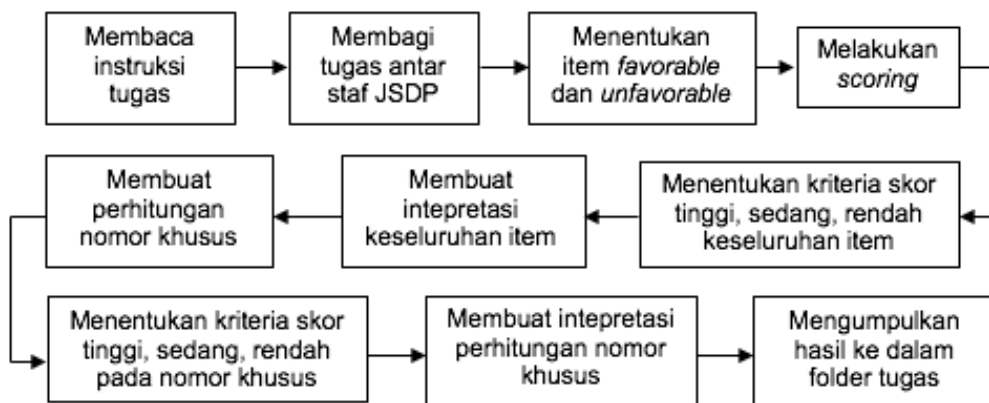 Membaca
instruksi
tugas
Membagi
tugas antar
staf JSDP
Menentukan
item favorable
dan unfavorable
Melakukan
scoring
Menentukan kriteria skor
tinggi, sedang, rendah
keseluruhan item
Membuat
intepretasi
keseluruhan item
Membuat
perhitungan
nomor khusus
Menentukan kriteria skor
tinggi, sedang, rendah
pada nomor khusus
Membuat intepretasi
perhitungan nomor
khusus
Mengumpulkan
hasil ke dalam
folder tugas